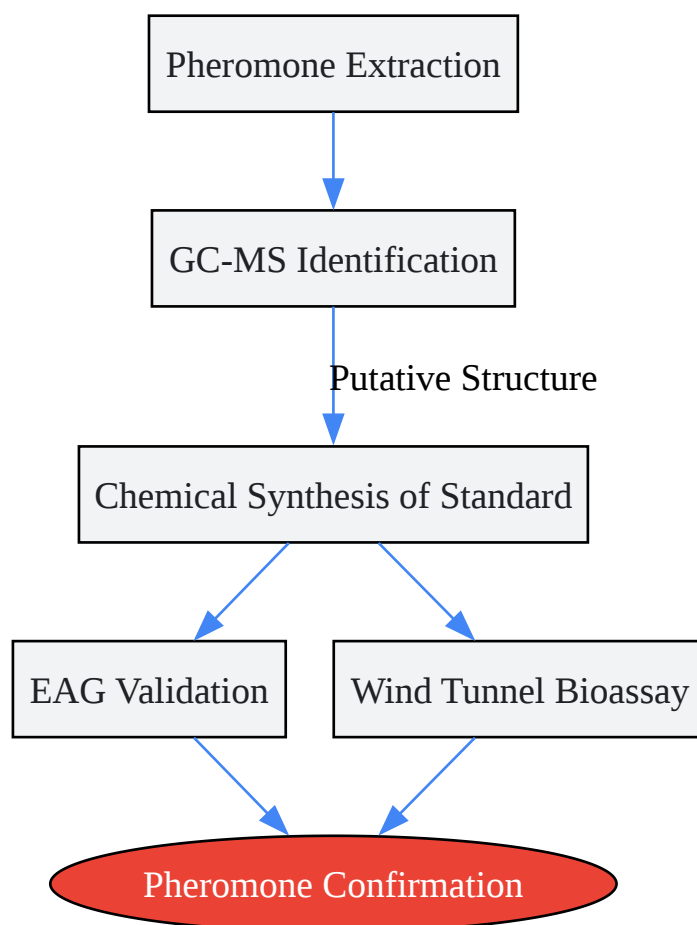 Pheromone Extraction
GC-MS Identification
Putative Structure
Chemical Synthesis of Standard
EAG Validation
Wind Tunnel Bioassay
Pheromone Confirmation